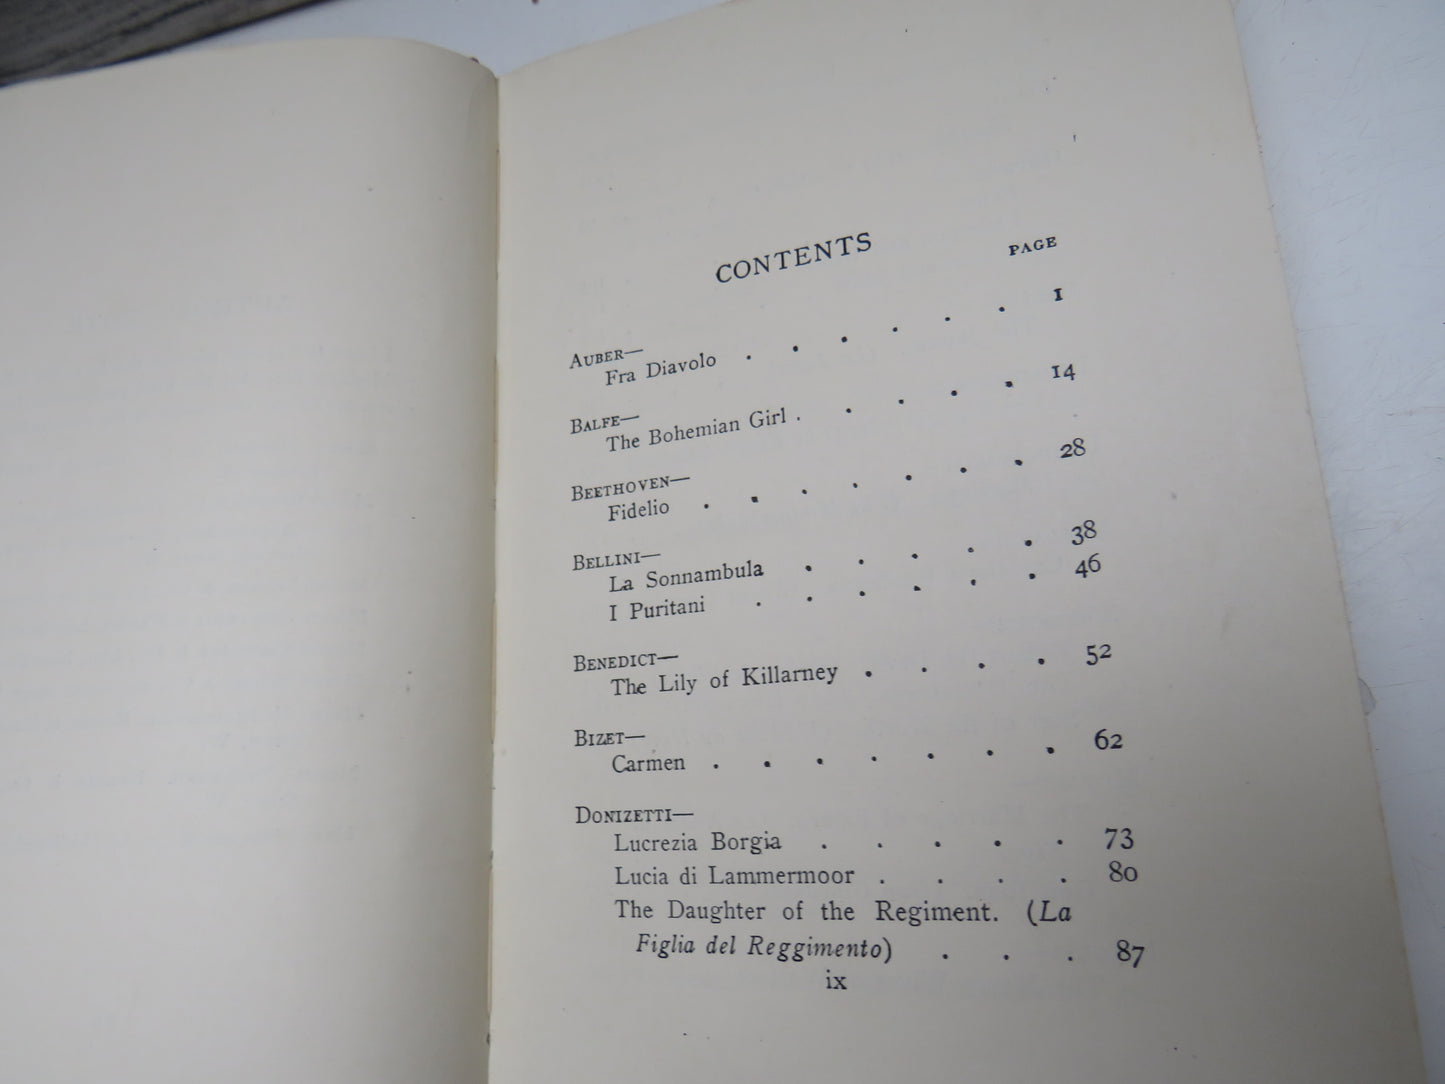 CONTENTS
PAGE
AUBER—
Fra Diavolo . . . . . . 1
BALFE—
The Bohemian Girl . . . . . 14
BEETHOVEN—
Fidelio . . . . . . . 28
BELLINI—
La Sonnambula . . . . . 38
I Puritani . . . . . . 46
BENEDICT—
The Lily of Killarney . . . . 52
BIZET—
Carmen . . . . . . . 62
DONIZETTI—
Lucrezia Borgia . . . . . 73
Lucia di Lammermoor . . . . 80
The Daughter of the Regiment. (La
Figlia del Reggimento) . . . 87
ix